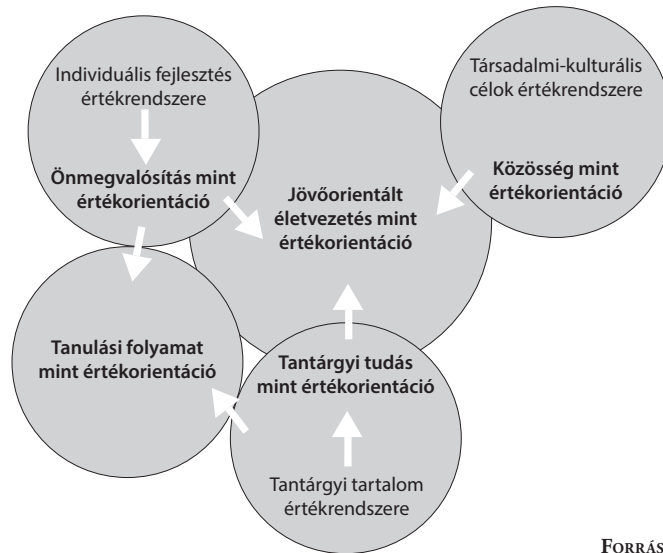 Individuális fejlesztés
értékrendszere
Önmegvalósítás mint
értékorientáció
Társadalmi-kulturális
célok értékrendszere
Közösség mint
értékorientáció
Jövőorientált
életvezetés mint
értékorientáció
Tanulási folyamat
mint értékorientáció
Tantárgyi tudás
mint értékorientáció
Tantárgyi tartalom
értékrendszere
FORRÁS